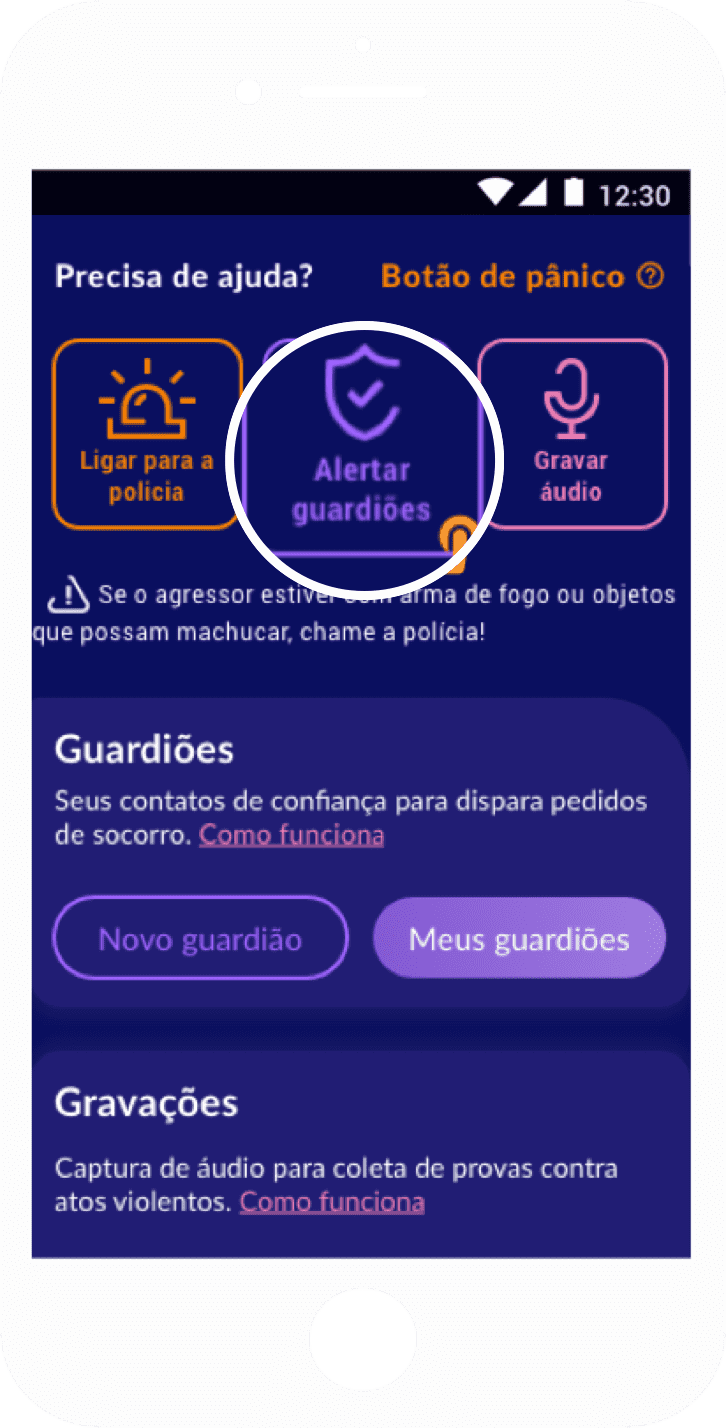 12:30
Precisa de ajuda?
Botão de pânico
Ligar para a
policia
Alertar
guardiões
Gravar
áudio
Se o agressor estiver com arma de fogo ou objetos
que possam machucar, chame a polícia!
Guardiões
Seus contatos de confiança para dispara pedidos
de socorro. Como funciona
Novo guardião
Meus guardiões
Gravações
Captura de áudio para coleta de provas contra
atos violentos. Como funciona